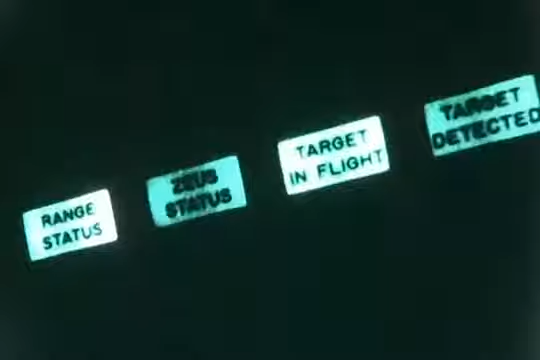 RANGE
STATUS
ZEUS
STATUS
TARGET
IN FLIGHT
TARGET
DETECTED